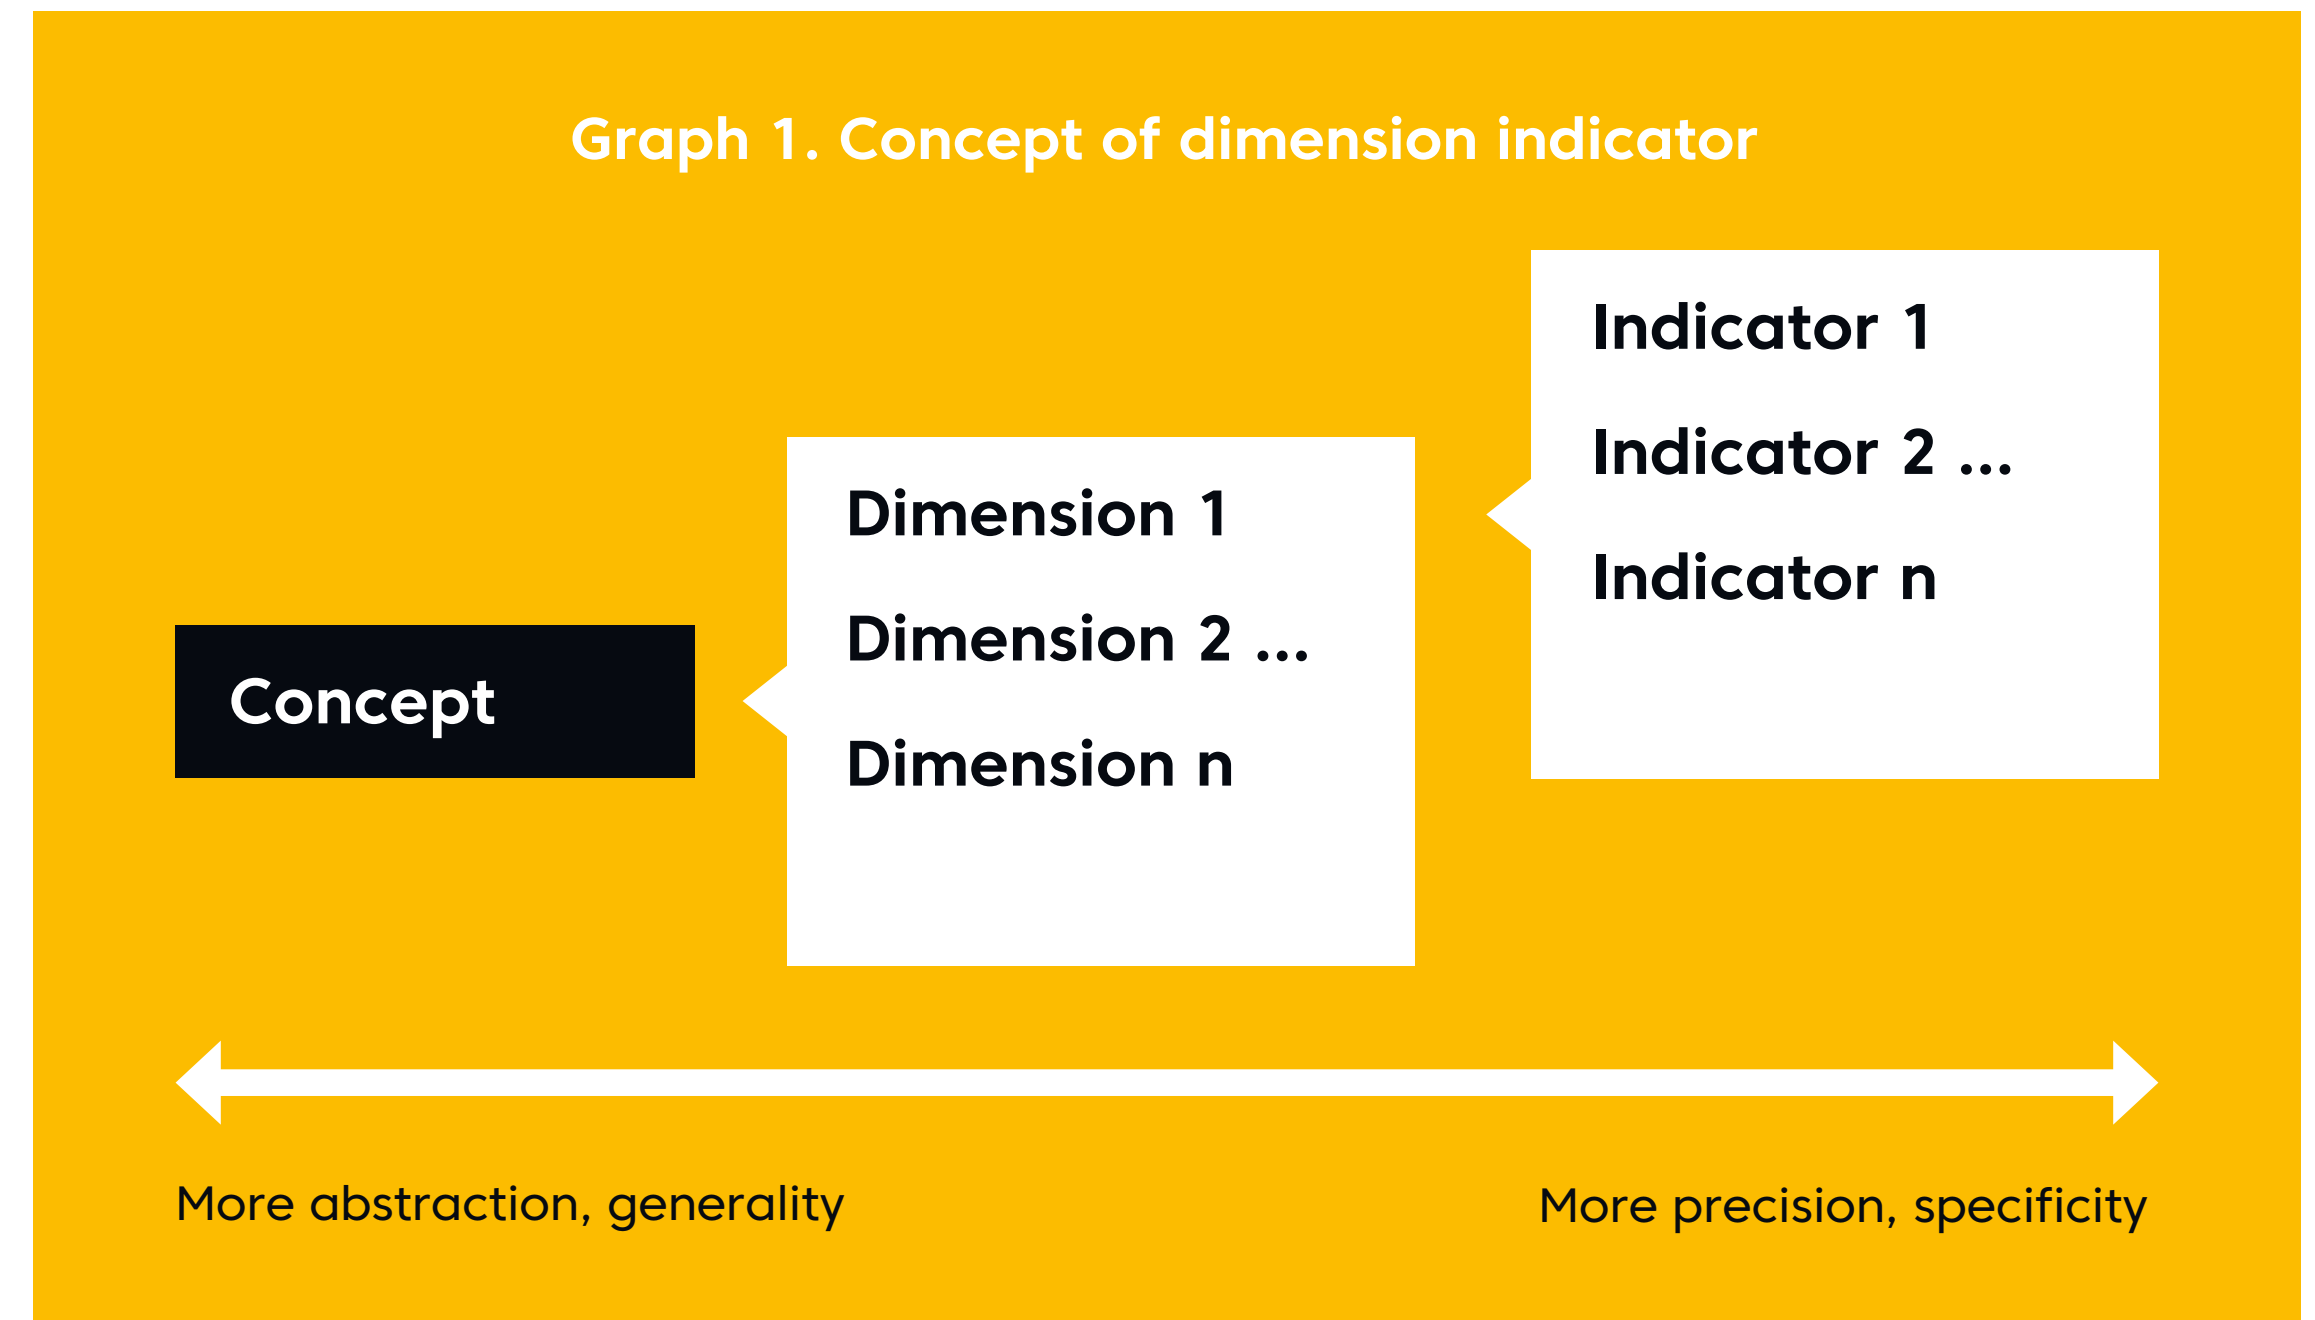 Graph 1. Concept of dimension indicator
Concept
Dimension 1
Dimension 2 ...
Dimension n
Indicator 1
Indicator 2 ...
Indicator n
More abstraction, generality
More precision, specificity